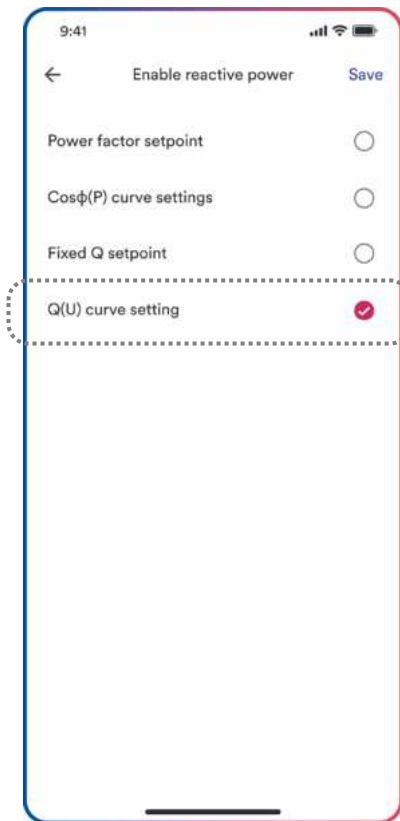 9:41
Enable reactive power Save
Power factor setpoint
Cosϕ(P) curve settings
Fixed Q setpoint
Q(U) curve setting